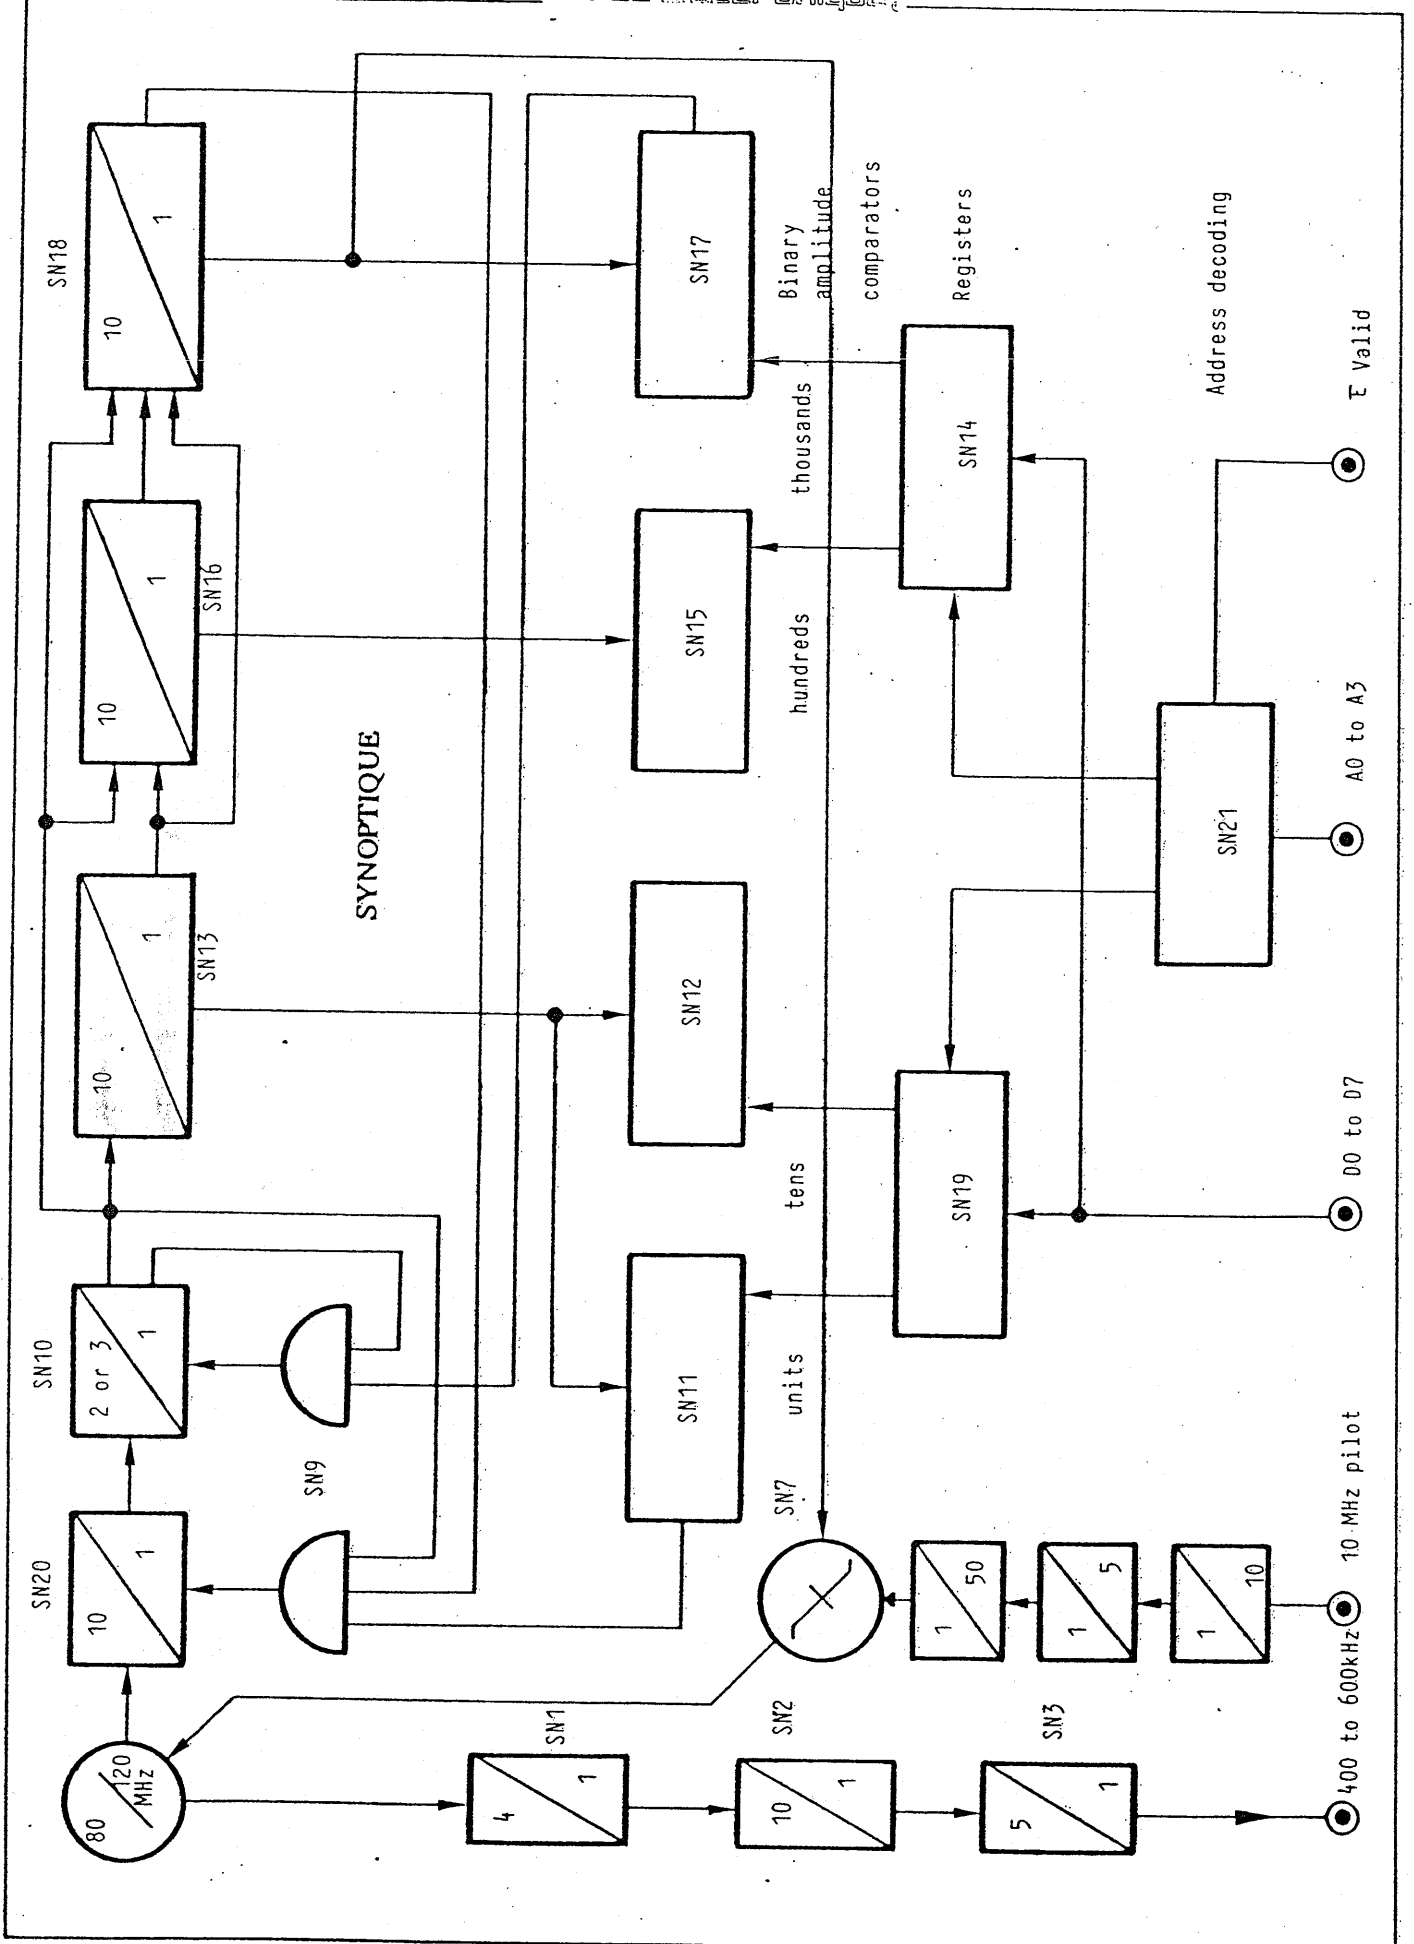 SN20
10
1
SN10
2 or 3
1
10
1
SN13
10
1
SN16
SN18
10
1
80
120
MHz
SN9
SYNOPTIQUE
SN11
SN12
SN15
SN17
units
tens
hundreds
thousands
Binary
amplitude
comparators
Registers
SN7
SN19
SN14
4
1
SN1
10
1
SN2
5
1
SN3
1
50
1
5
1
10
SN21
Address decoding
400 to 600kHz
10 MHz pilot
D0 to D7
A0 to A3
E Valid